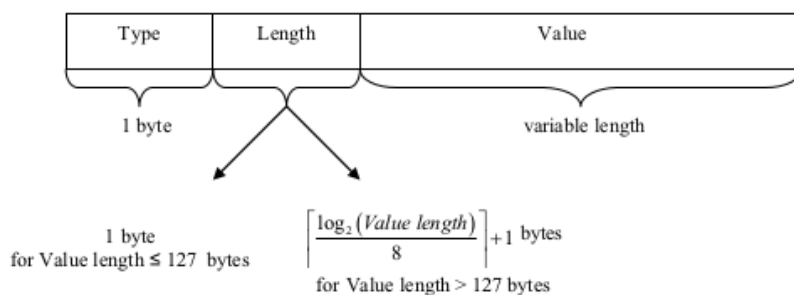 Type Length Value
1 byte variable length
1 byte
for Value length ≤ 127 bytes
⌈log₂(Value length)/8⌉+1 bytes
for Value length > 127 bytes